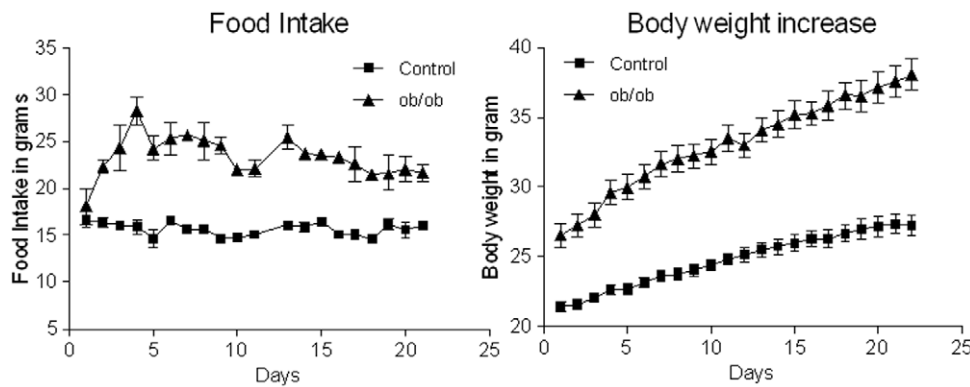 Food Intake
Food Intake in grams
35
30
25
20
15
10
5
Control
ob/ob
0
5
10
15
20
25
Days
Body weight increase
Body weight in gram
40
35
30
25
20
Control
ob/ob
0
5
10
15
20
25
Days